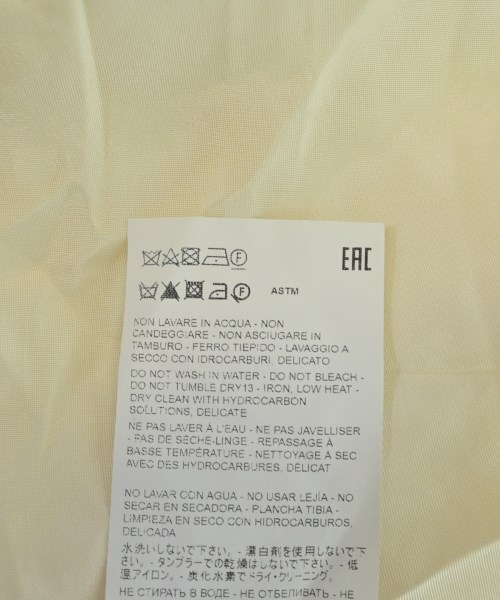 F
EAC
F ASTM
NON LAVARE IN ACQUA - NON
CANDEGGIARE - NON ASCIUGARE IN
TAMBURO - FERRO TIEPIDO - LAVAGGIO A
SECCO CON IDROCARBURI, DELICATO
DO NOT WASH IN WATER - DO NOT BLEACH -
DO NOT TUMBLE DRY13 - IRON, LOW HEAT -
DRY CLEAN WITH HYDROCARBON
SOLUTIONS, DELICATE
NE PAS LAVER À L'EAU - NE PAS JAVELLISER
- PAS DE SÈCHE-LINGE - REPASSAGE À
BASSE TEMPÉRATURE - NETTOYAGE À SEC
AVEC DES HYDROCARBURES, DÉLICAT
NO LAVAR CON AGUA - NO USAR LEJÍA - NO
SECAR EN SECADORA - PLANCHA TIBIA -
LIMPIEZA EN SECO CON HIDROCARBUROS,
DELICADA
水洗いしないで下さい。- 漂白剤を使用しないで下
さい。- タンブラーでの乾燥はしないで下さい。- 低
温アイロン。- 炭化水素でドライ・クリーニング。
НЕ СТИРАТЬ В ВОДЕ - НЕ ОТБЕЛИВАТЬ - НЕ